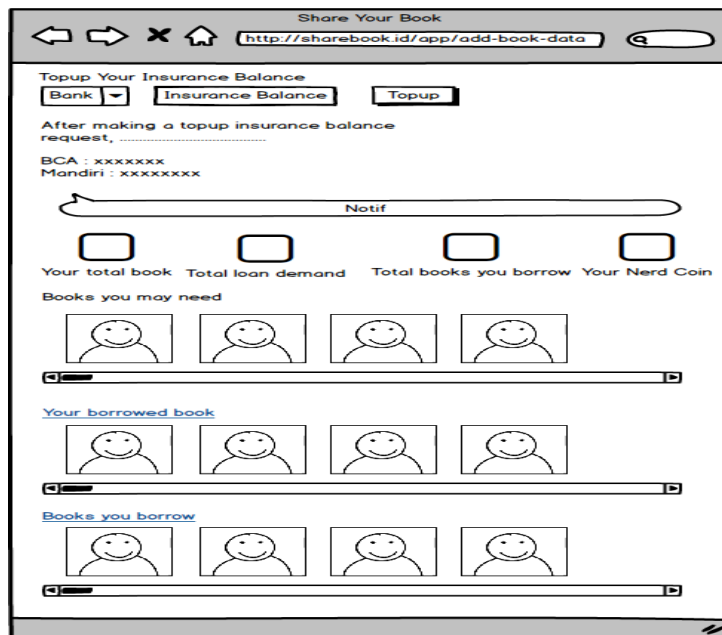 Share Your Book
http://sharebook.id/app/add-book-data
Topup Your Insurance Balance
Bank Insurance Balance Topup
After making a topup insurance balance
request, ....................................
BCA : xxxxxxx
Mandiri : xxxxxxxx
Notif
Your total book Total loan demand Total books you borrow Your Nerd Coin
Books you may need
Your borrowed book
Books you borrow